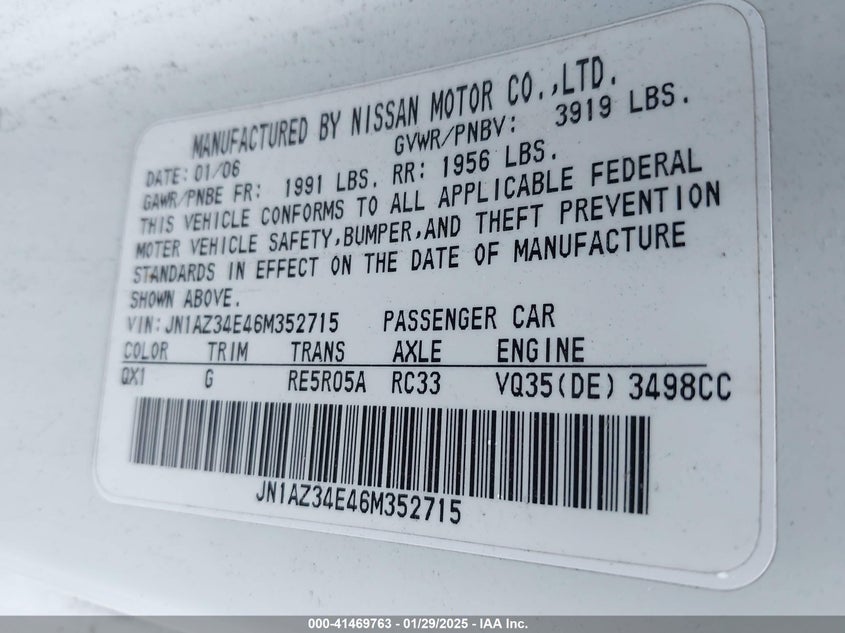 MANUFACTURED BY NISSAN MOTOR CO.,LTD.
DATE: 01/06 GVWR/PNBV: 3919 LBS.
GAWR/PNBE FR: 1991 LBS. RR: 1956 LBS.
THIS VEHICLE CONFORMS TO ALL APPLICABLE FEDERAL
MOTER VEHICLE SAFETY,BUMPER,AND THEFT PREVENTION
STANDARDS IN EFFECT ON THE DATE OF MANUFACTURE
SHOWN ABOVE.
VIN: JN1AZ34E46M352715 PASSENGER CAR
COLOR TRIM TRANS AXLE ENGINE
QX1 G RE5R05A RC33 VQ35(DE) 3498CC
JN1AZ34E46M352715
000-41469763 - 01/29/2025 - IAA Inc.